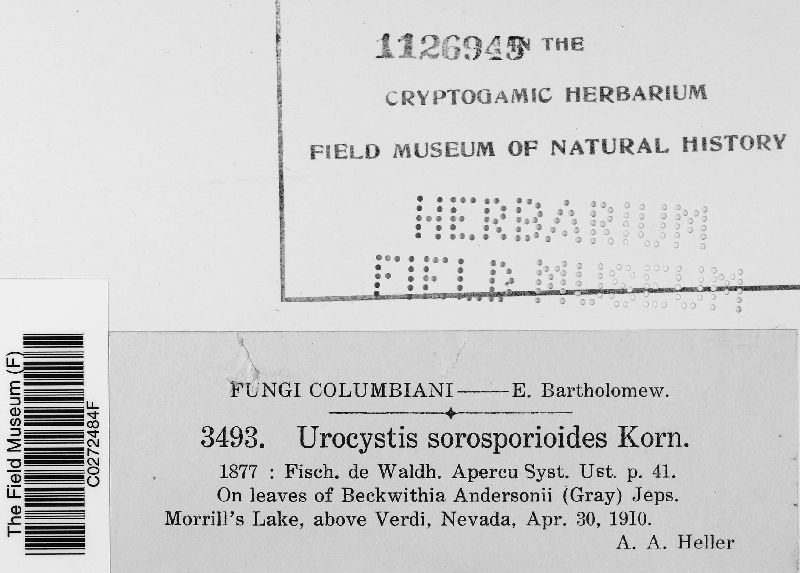 1126945 IN THE
CRYPTOGAMIC HERBARIUM
FIELD MUSEUM OF NATURAL HISTORY
HERBARIUM
FIELD MUSEUM
The Field Museum (F)
C0272484F
FUNGI COLUMBIANI—E. Bartholomew.
3493. Urocystis sorosporioides Korn.
1877 : Fisch. de Waldh. Apercu Syst. Ust. p. 41.
On leaves of Beckwithia Andersonii (Gray) Jeps.
Morrill's Lake, above Verdi, Nevada, Apr. 30, 1910.
A. A. Heller